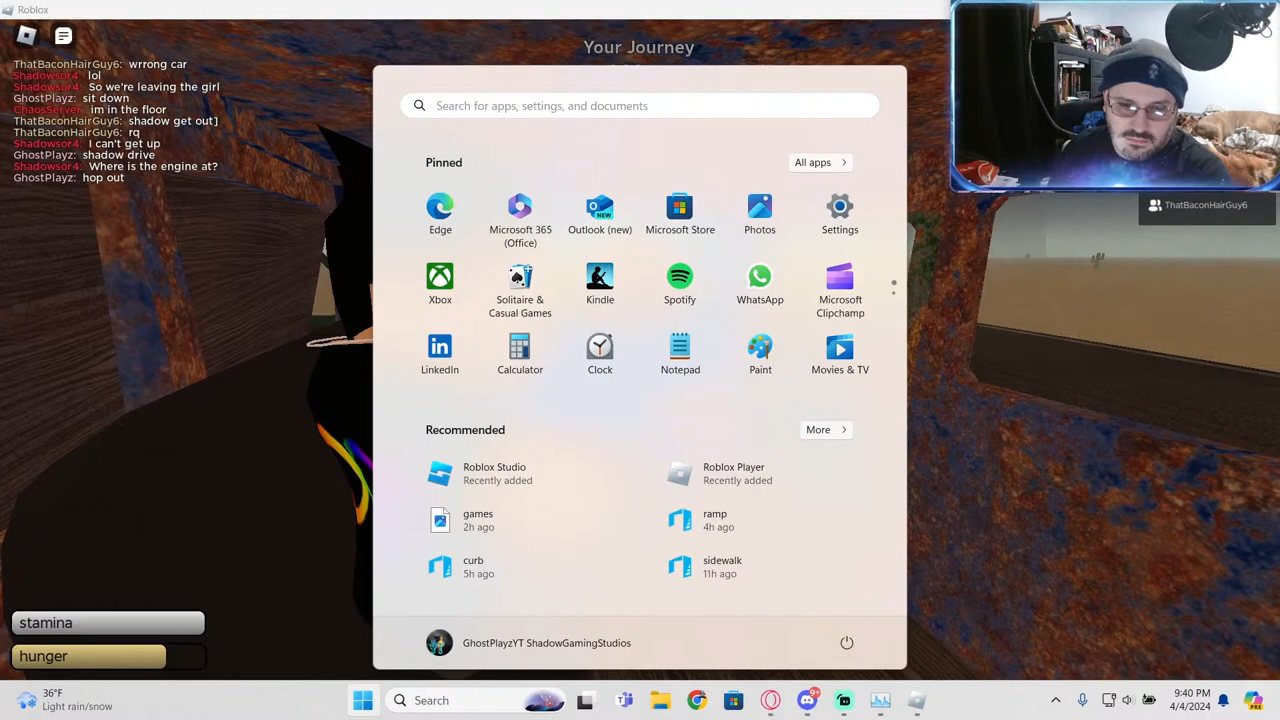 Roblox
Your Journey
ThatBaconHairGuy6: wrrong car
Shadowsor4: lol
Shadowsor4: So we're leaving the girl
GhostPlayz: sit down
ChaosServer: im in the floor
ThatBaconHairGuy6: shadow get out]
ThatBaconHairGuy6: rq
Shadowsor4: I can't get up
GhostPlayz: shadow drive
Shadowsor4: Where is the engine at?
GhostPlayz: hop out
ThatBaconHairGuy6
Search for apps, settings, and documents
Pinned
All apps
Edge
Microsoft 365 (Office)
Outlook (new)
NEW
Microsoft Store
Photos
Settings
Xbox
Solitaire & Casual Games
Kindle
Spotify
WhatsApp
Microsoft Clipchamp
LinkedIn
Calculator
Clock
Notepad
Paint
Movies & TV
Recommended
More
Roblox Studio
Recently added
Roblox Player
Recently added
games
2h ago
ramp
4h ago
curb
5h ago
sidewalk
11h ago
GhostPlayzYT ShadowGamingStudios
stamina
hunger
36°F
Light rain/snow
Search
9+
9:40 PM
4/4/2024
PRE